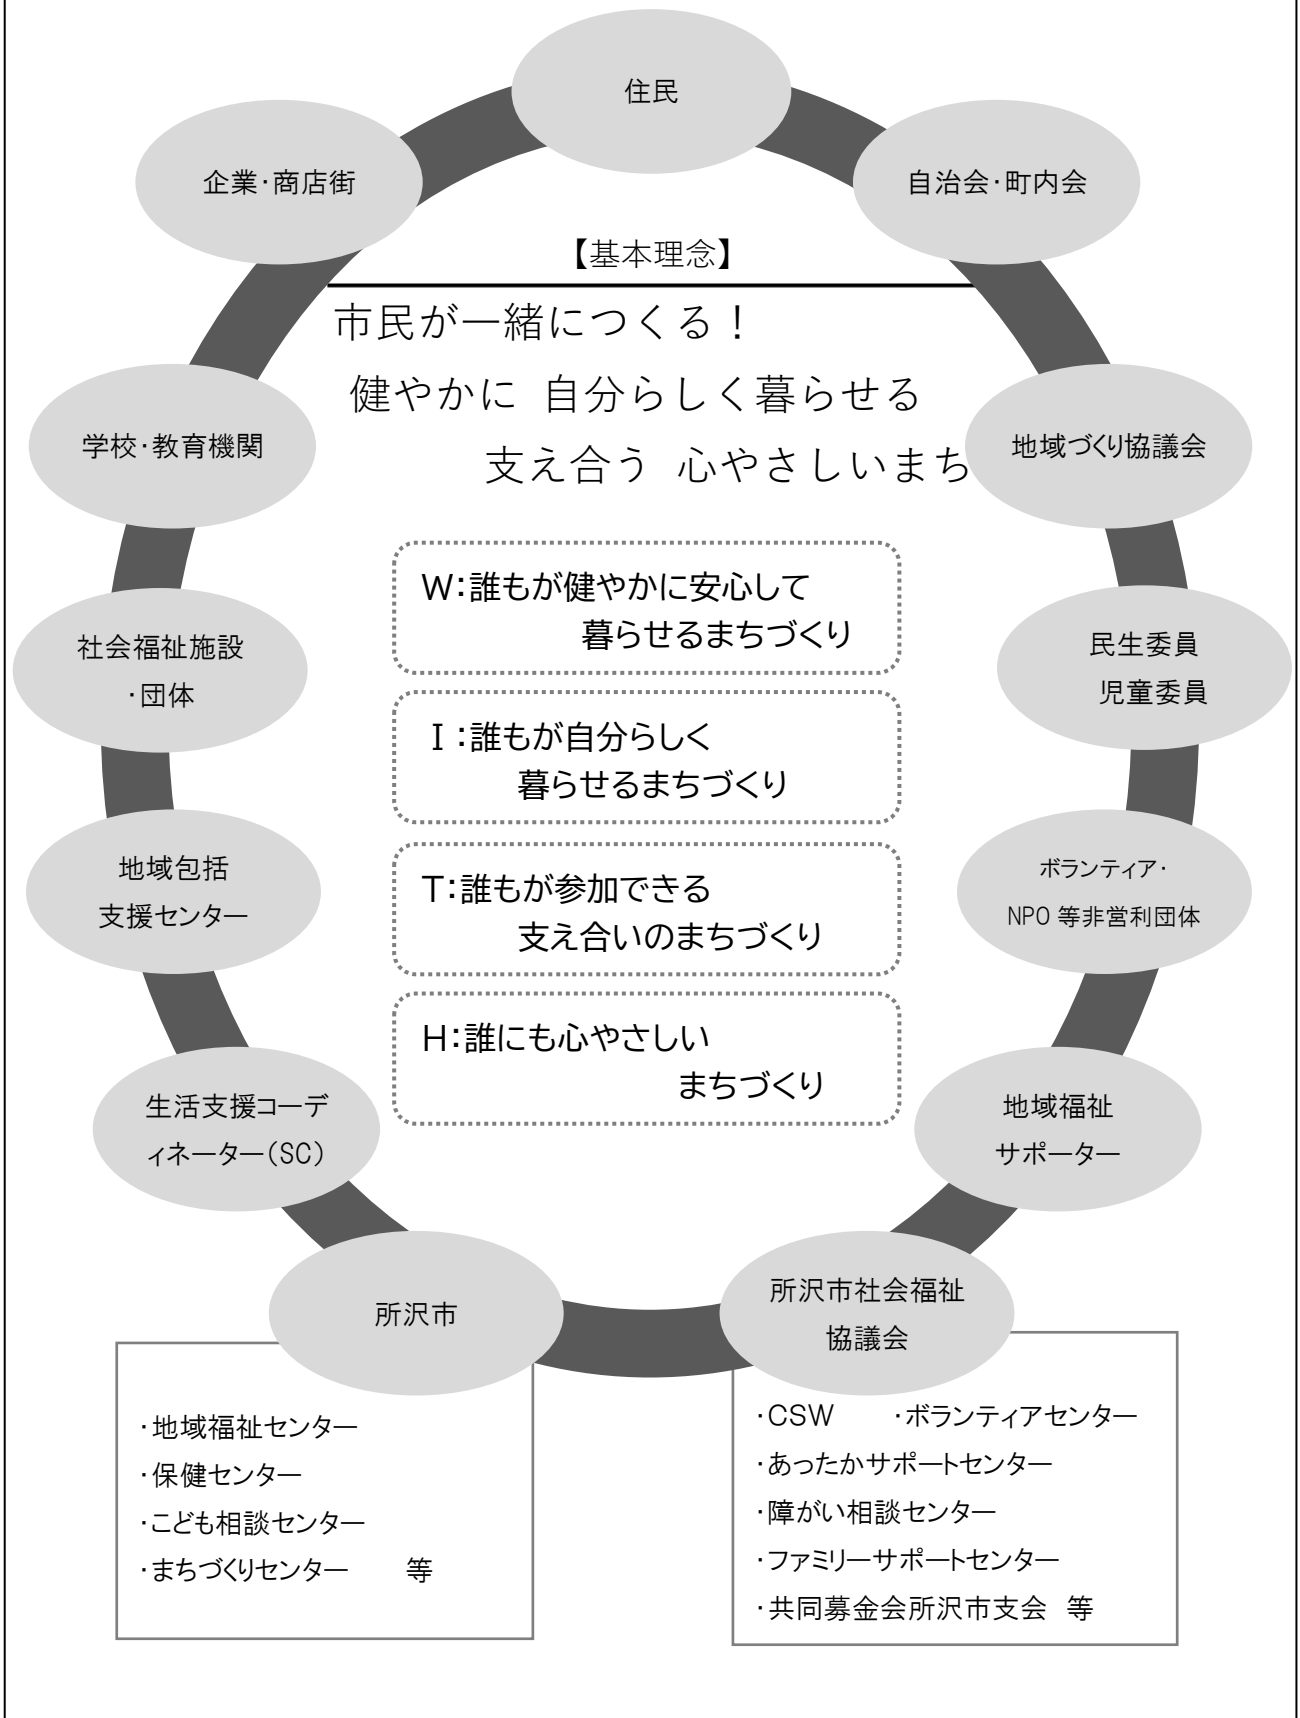 住民
企業・商店街
自治会・町内会
【基本理念】
市民が一緒につくる！
健やかに 自分らしく暮らせる
支え合う 心やさしいまち
学校・教育機関
地域づくり協議会
W：誰もが健やかに安心して
暮らせるまちづくり
社会福祉施設
・団体
民生委員
児童委員
I：誰もが自分らしく
暮らせるまちづくり
地域包括
支援センター
ボランティア・
NPO等非営利団体
T：誰もが参加できる
支え合いのまちづくり
H：誰にも心やさしい
まちづくり
生活支援コーデ
ィネーター（SC）
地域福祉
サポーター
所沢市
所沢市社会福祉
協議会
・地域福祉センター
・保健センター
・こども相談センター
・まちづくりセンター　　等
・CSW　　・ボランティアセンター
・あったかサポートセンター
・障がい相談センター
・ファミリーサポートセンター
・共同募金会所沢市支会　等